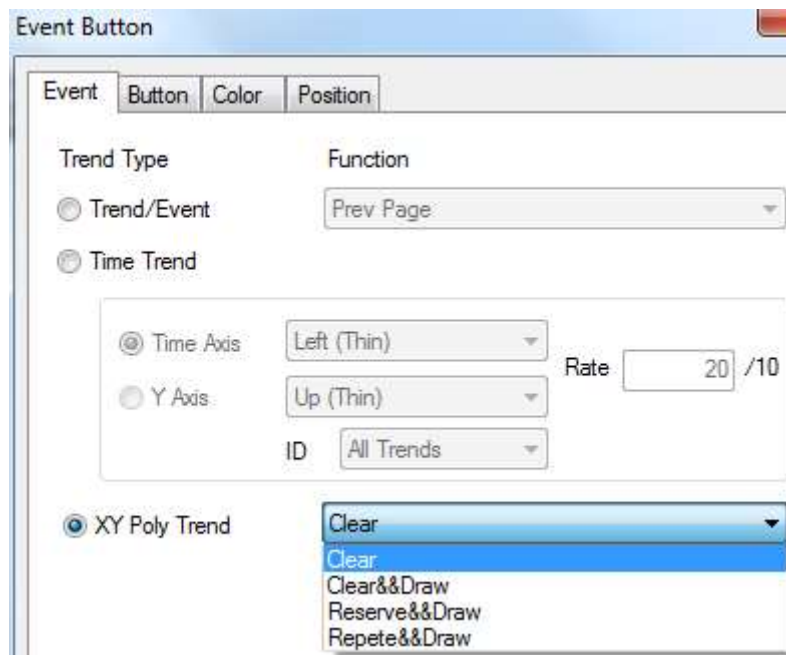 Event Button
Event Button Color Position
Trend Type Function
Trend/Event Prev Page
Time Trend
Time Axis Left (Thin)
Rate 20 /10
Y Axis Up (Thin)
ID All Trends
XY Poly Trend Clear
Clear
Clear&&Draw
Reserve&&Draw
Repete&&Draw